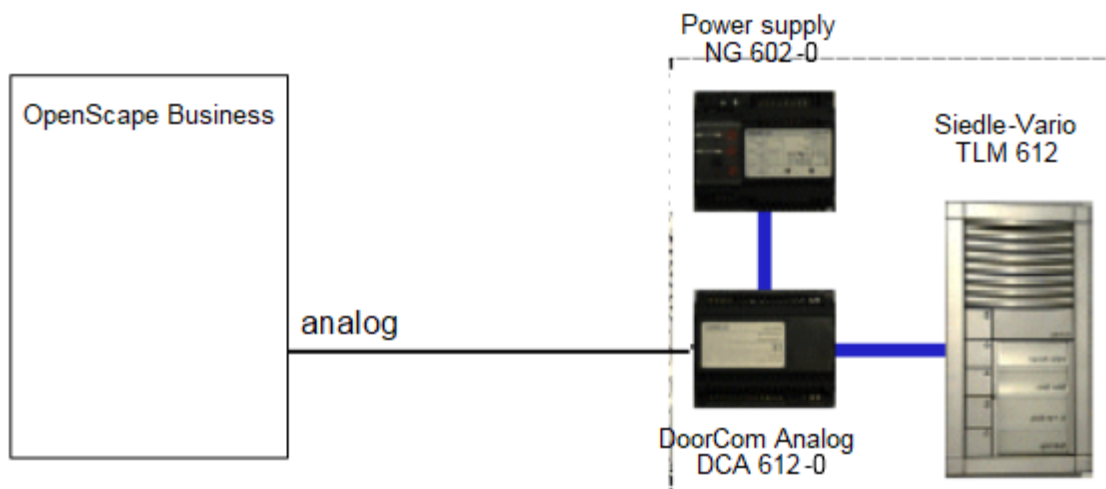 Power supply
NG 602-0
OpenScape Business
Siedle-Vario
TLM 612
analog
DoorCom Analog
DCA 612-0